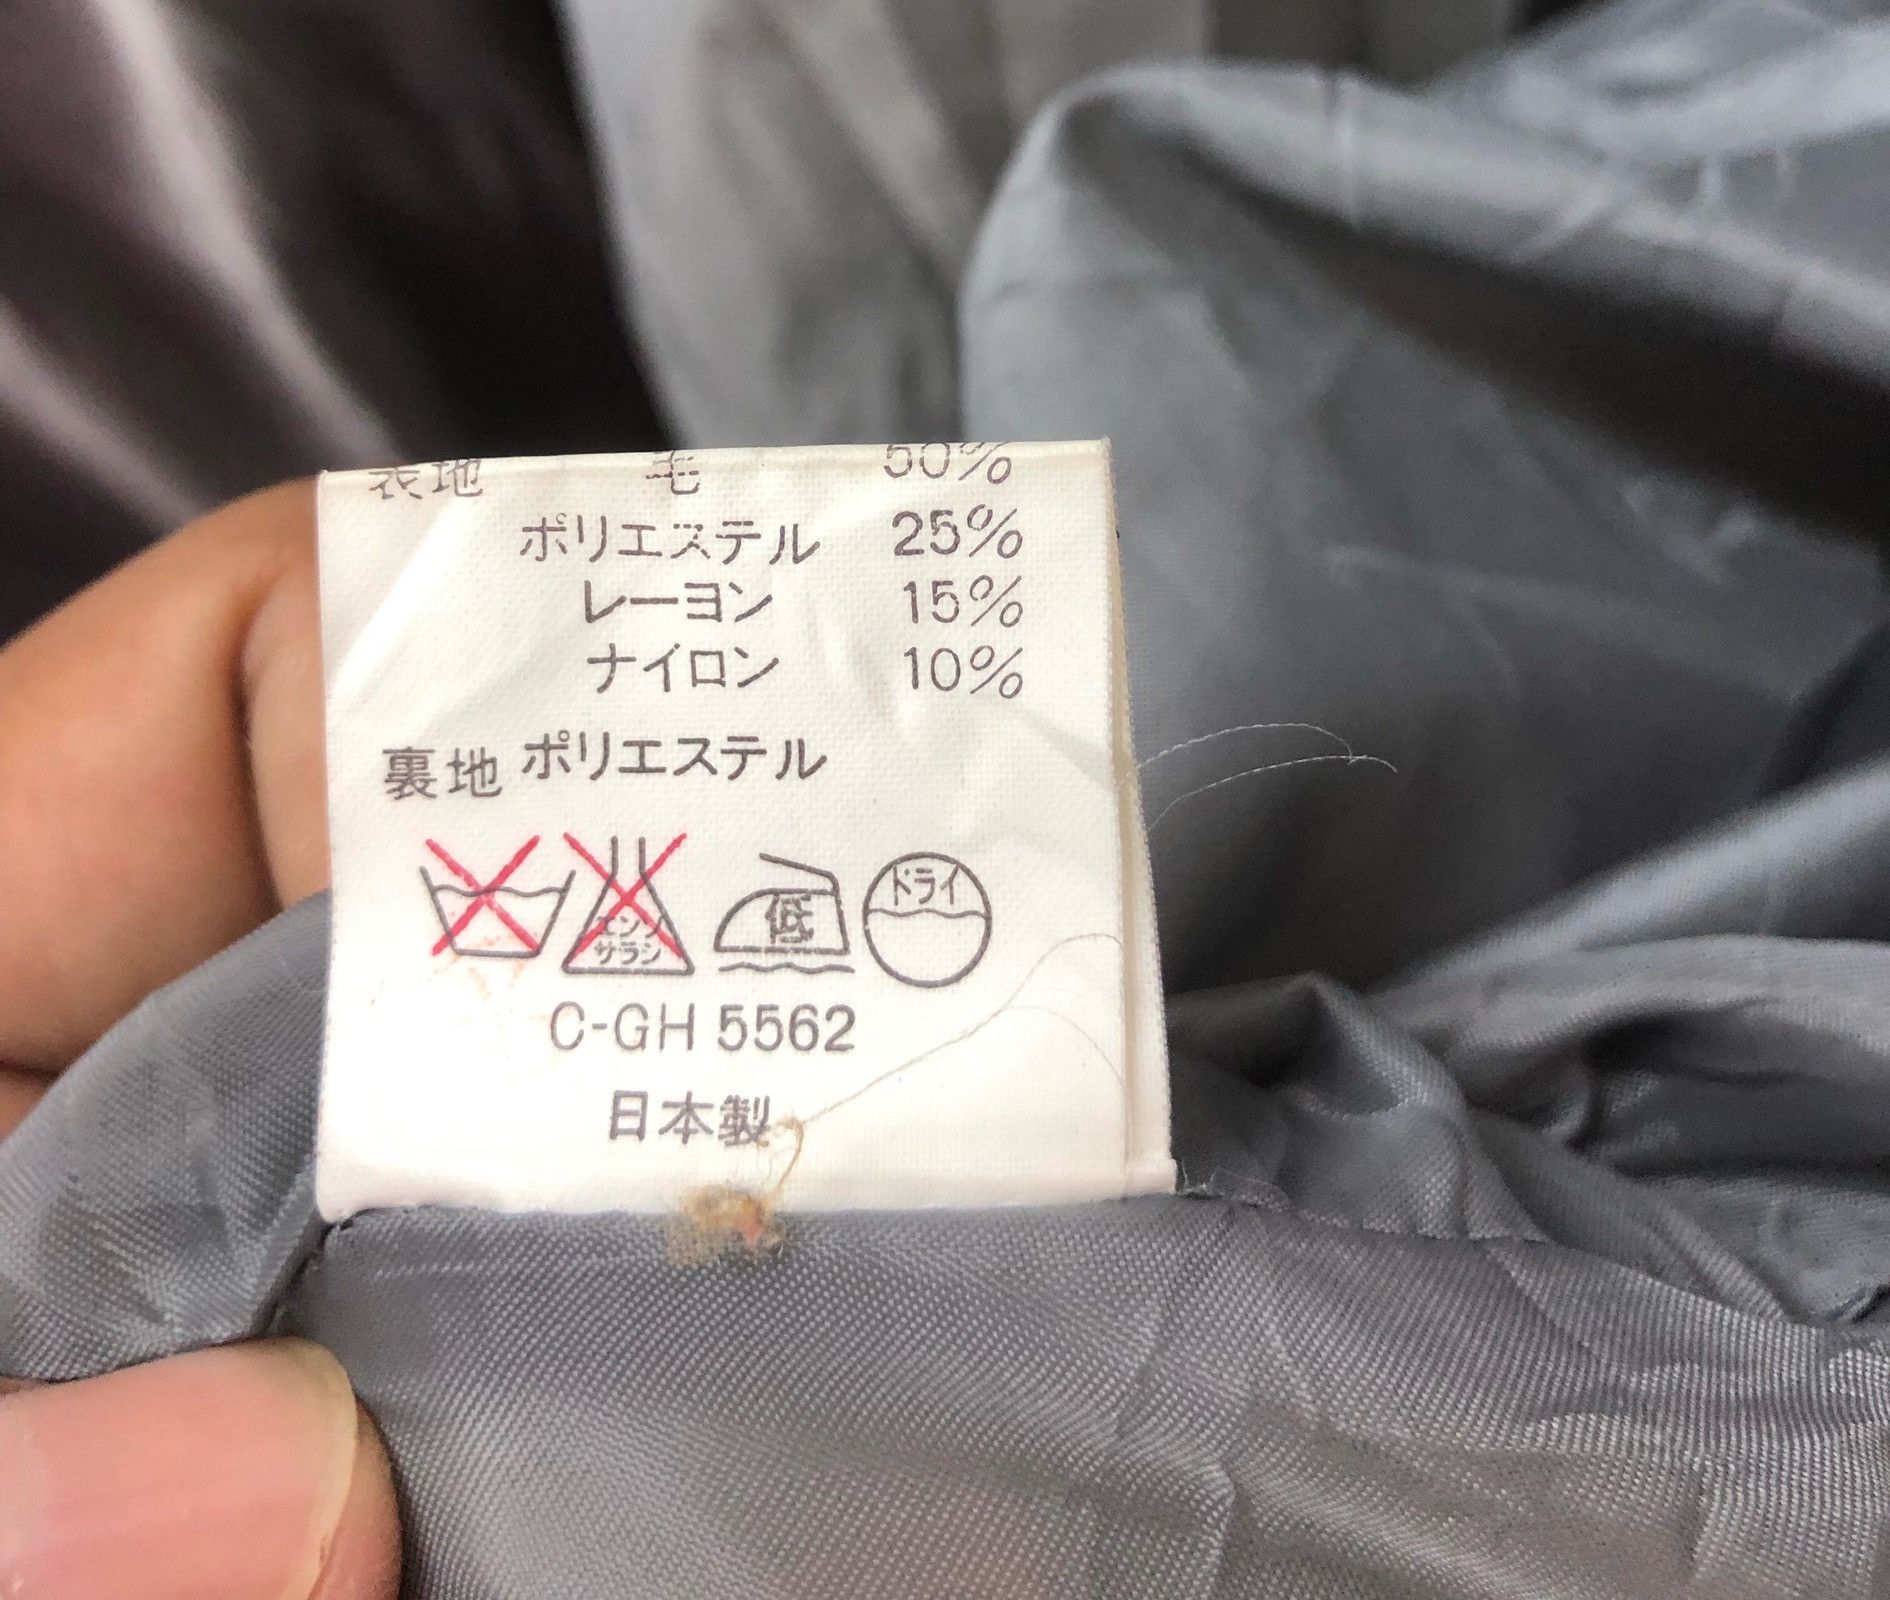 表地 毛 50%
ポリエステル 25%
レーヨン 15%
ナイロン 10%
裏地 ポリエステル
エンソ サラシ 低 ドライ
C-GH 5562
日本製